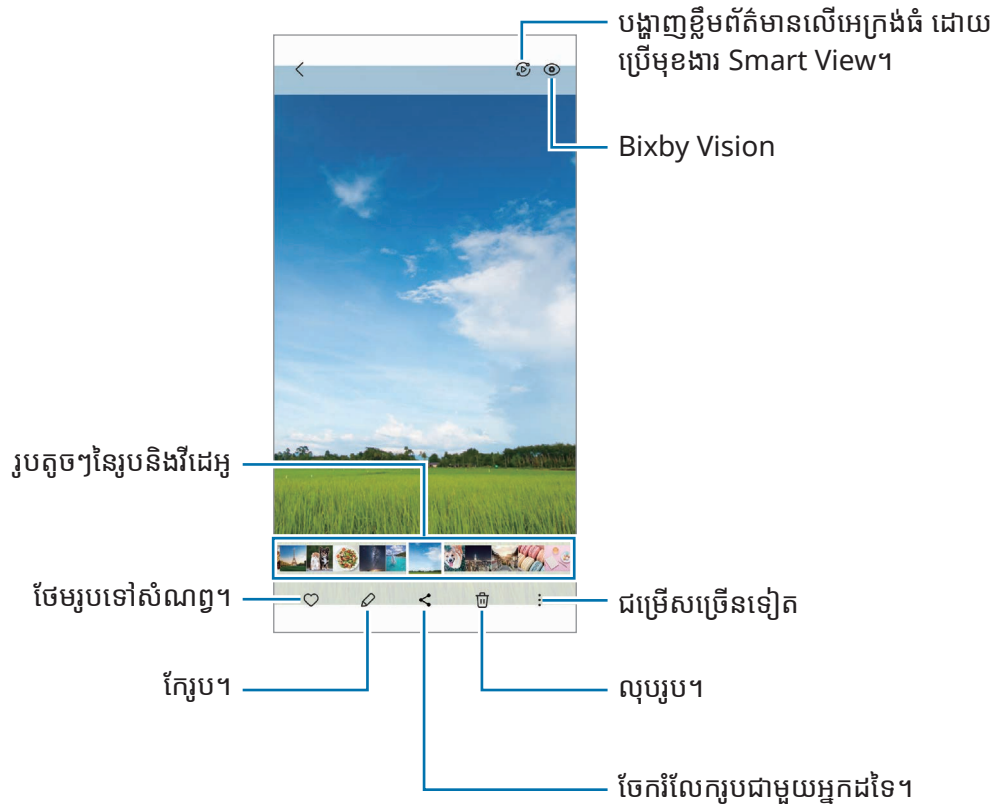 បង្ហាញខ្លឹមព័ត៌មានលើអេក្រង់ធំ ដោយ
ប្រើមុខងារ Smart View។
Bixby Vision
រូបតូចៗនៃរូបនិងវីដេអូ
ថែមរូបទៅសំណព្វ។
ជម្រើសច្រើនទៀត
កែរូប។
លុបរូប។
ចែករំលែករូបជាមួយអ្នកដទៃ។